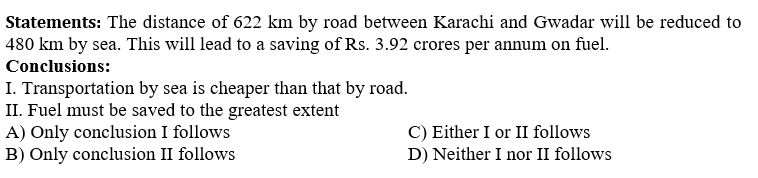 Statements: The distance of 622 km by road between Karachi and Gwadar will be reduced to
480 km by sea. This will lead to a saving of Rs. 3.92 crores per annum on fuel.
Conclusions:
I. Transportation by sea is cheaper than that by road.
II. Fuel must be saved to the greatest extent
A) Only conclusion I follows C) Either I or II follows
B) Only conclusion II follows D) Neither I nor II follows